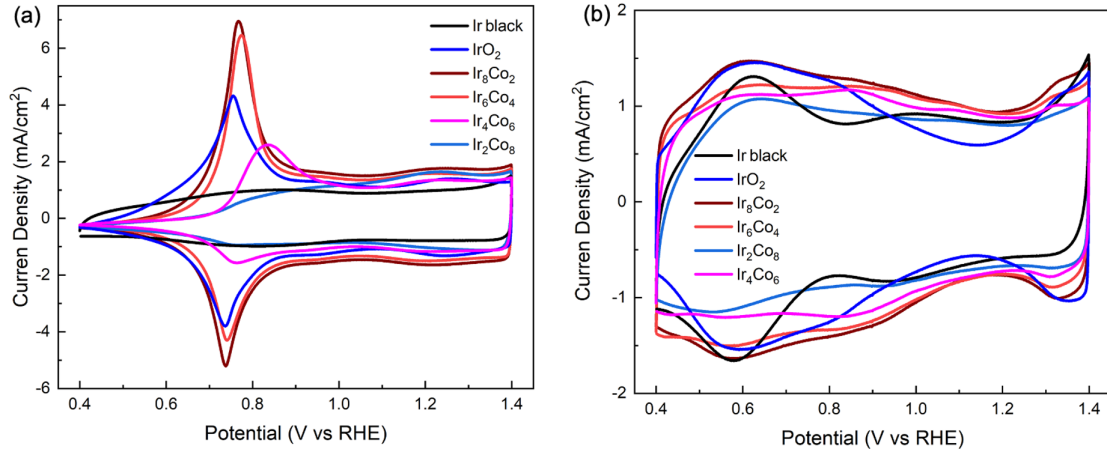 (a)
Curren Density (mA/cm²)
6
4
2
0
-2
-4
-6
Ir black
IrO₂
Ir₈Co₂
Ir₆Co₄
Ir₄Co₆
Ir₂Co₈
0.4 0.6 0.8 1.0 1.2 1.4
Potential (V vs RHE)
(b)
Curren Density (mA/cm²)
2
1
0
-1
-2
Ir black
IrO₂
Ir₈Co₂
Ir₆Co₄
Ir₂Co₈
Ir₄Co₆
0.4 0.6 0.8 1.0 1.2 1.4
Potential (V vs RHE)